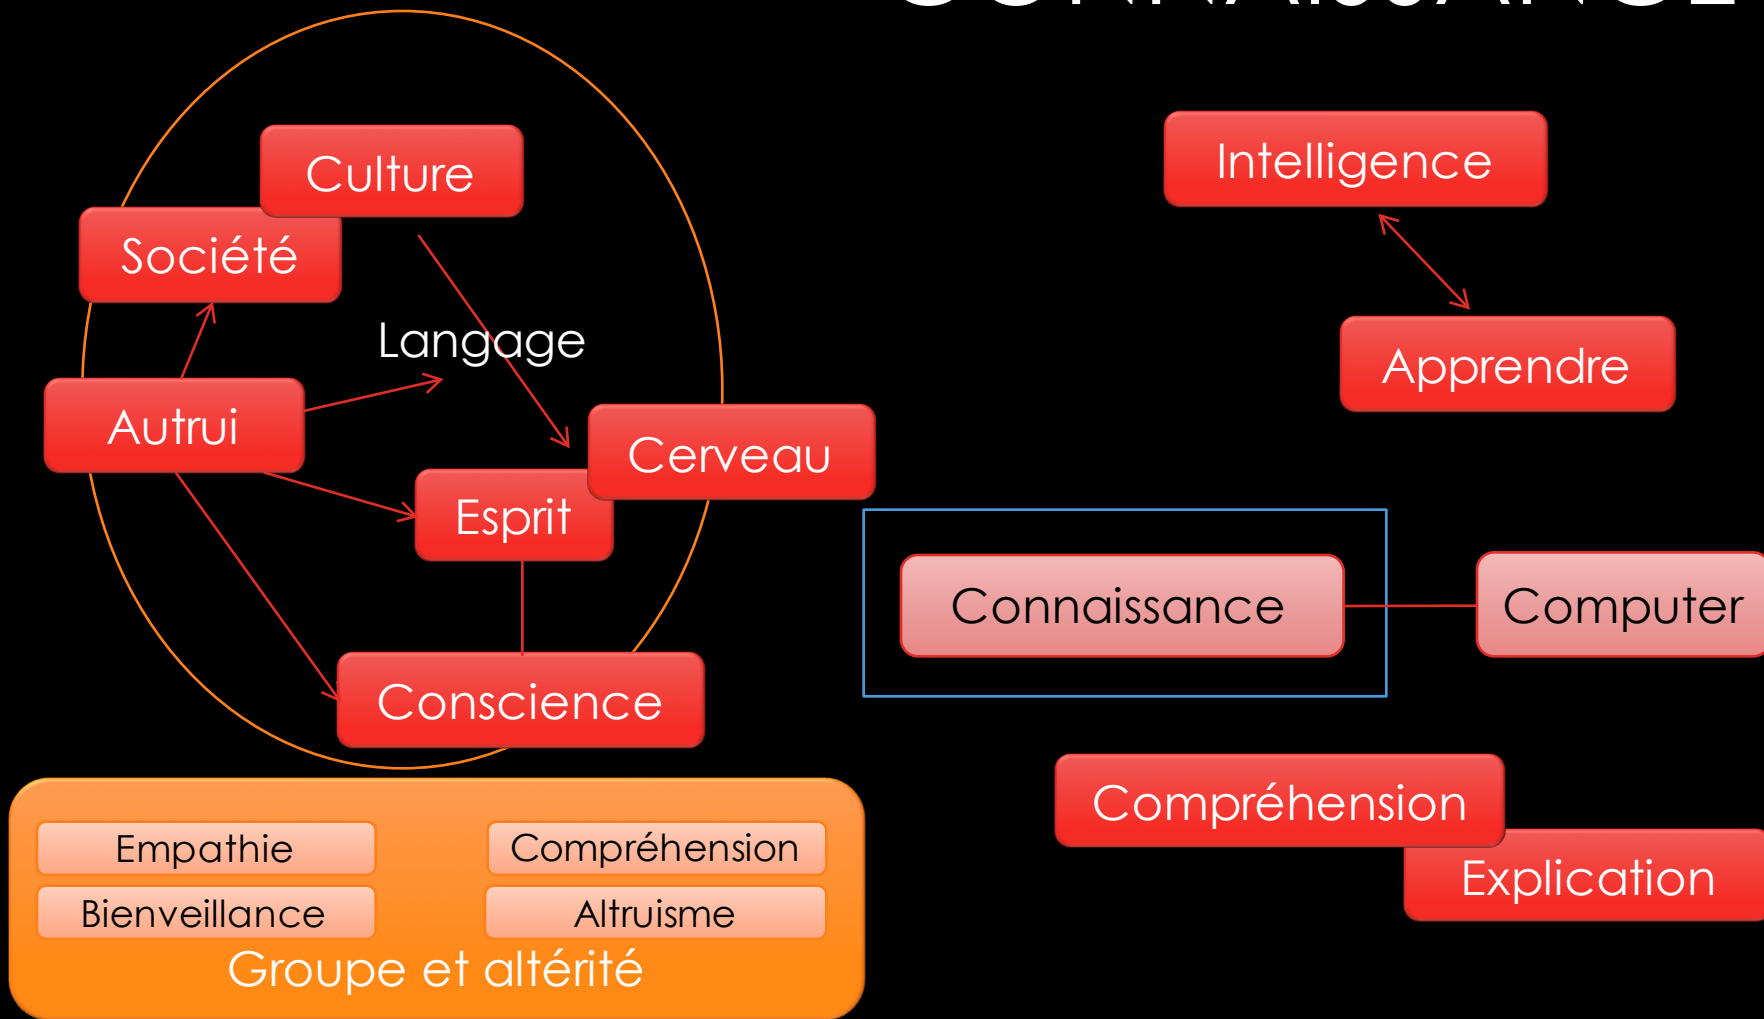 CONNAISSANCE
Culture
Société
Langage
Autrui
Cerveau
Esprit
Conscience
Empathie
Compréhension
Bienveillance
Altruisme
Groupe et altérité
Intelligence
Apprendre
Connaissance
Computer
Compréhension
Explication